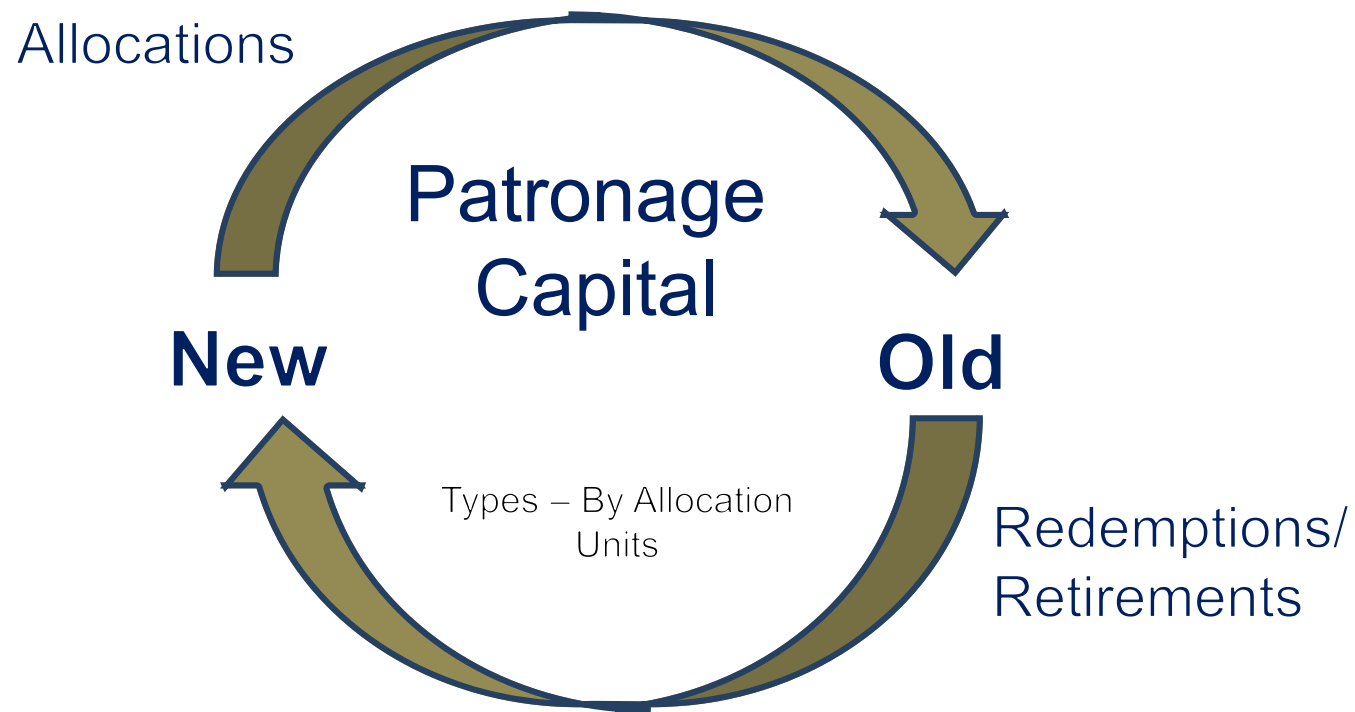 Allocations
Patronage
Capital
New
Old
Types – By Allocation
Units
Redemptions/
Retirements